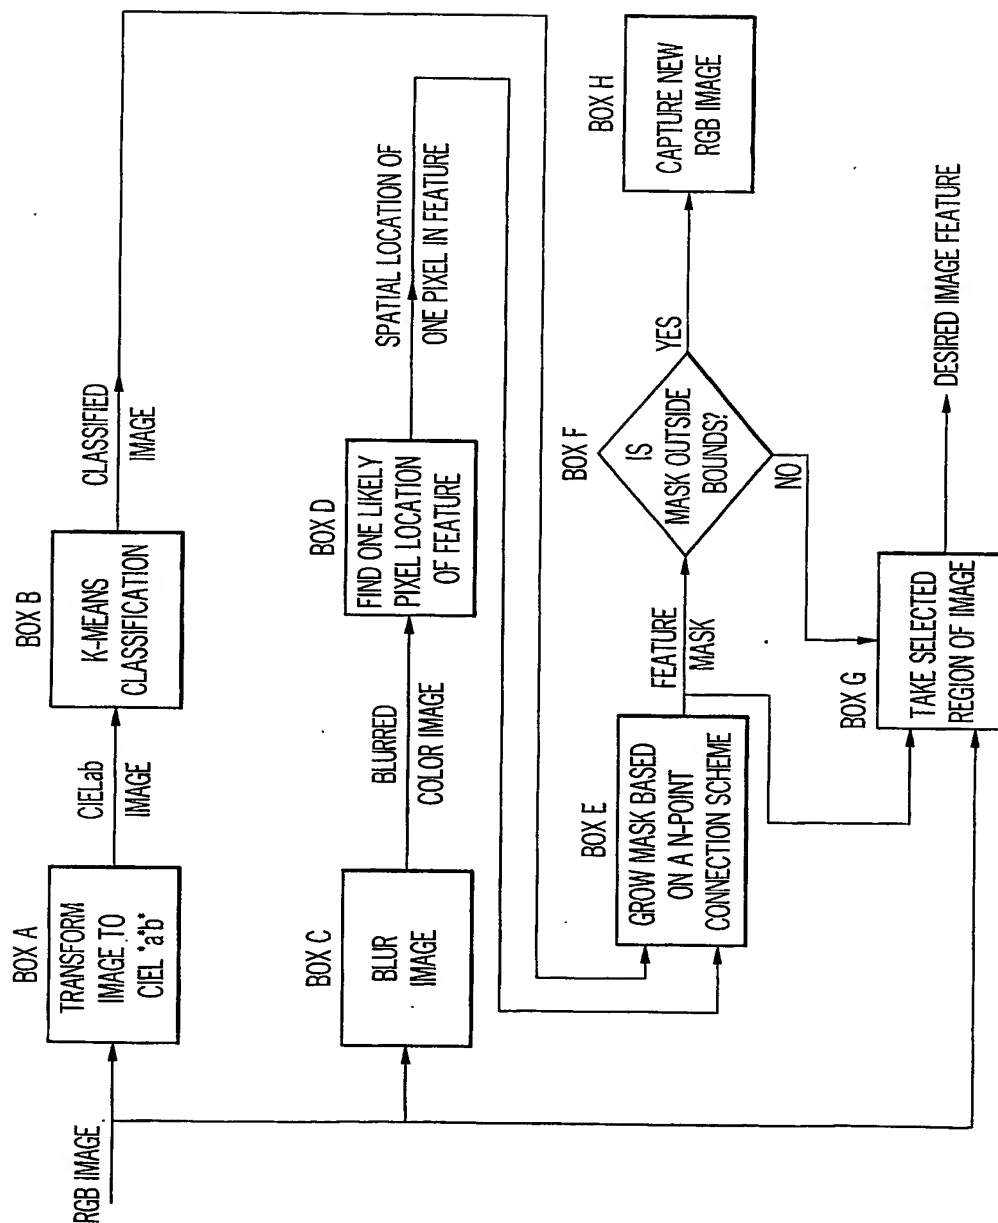 RGB IMAGE
BOX A
TRANSFORM
IMAGE TO
CIEL *a*b*
CIELab
IMAGE
BOX B
K-MEANS
CLASSIFICATION
CLASSIFIED
IMAGE
BOX C
BLUR
IMAGE
BLURRED
COLOR IMAGE
BOX D
FIND ONE LIKELY
PIXEL LOCATION
OF FEATURE
SPATIAL LOCATION OF
ONE PIXEL IN FEATURE
BOX E
GROW MASK BASED
ON A N-POINT
CONNECTION SCHEME
FEATURE
MASK
BOX F
IS
MASK OUTSIDE
BOUNDS?
YES
NO
BOX H
CAPTURE NEW
RGB IMAGE
BOX G
TAKE SELECTED
REGION OF IMAGE
DESIRED IMAGE FEATURE